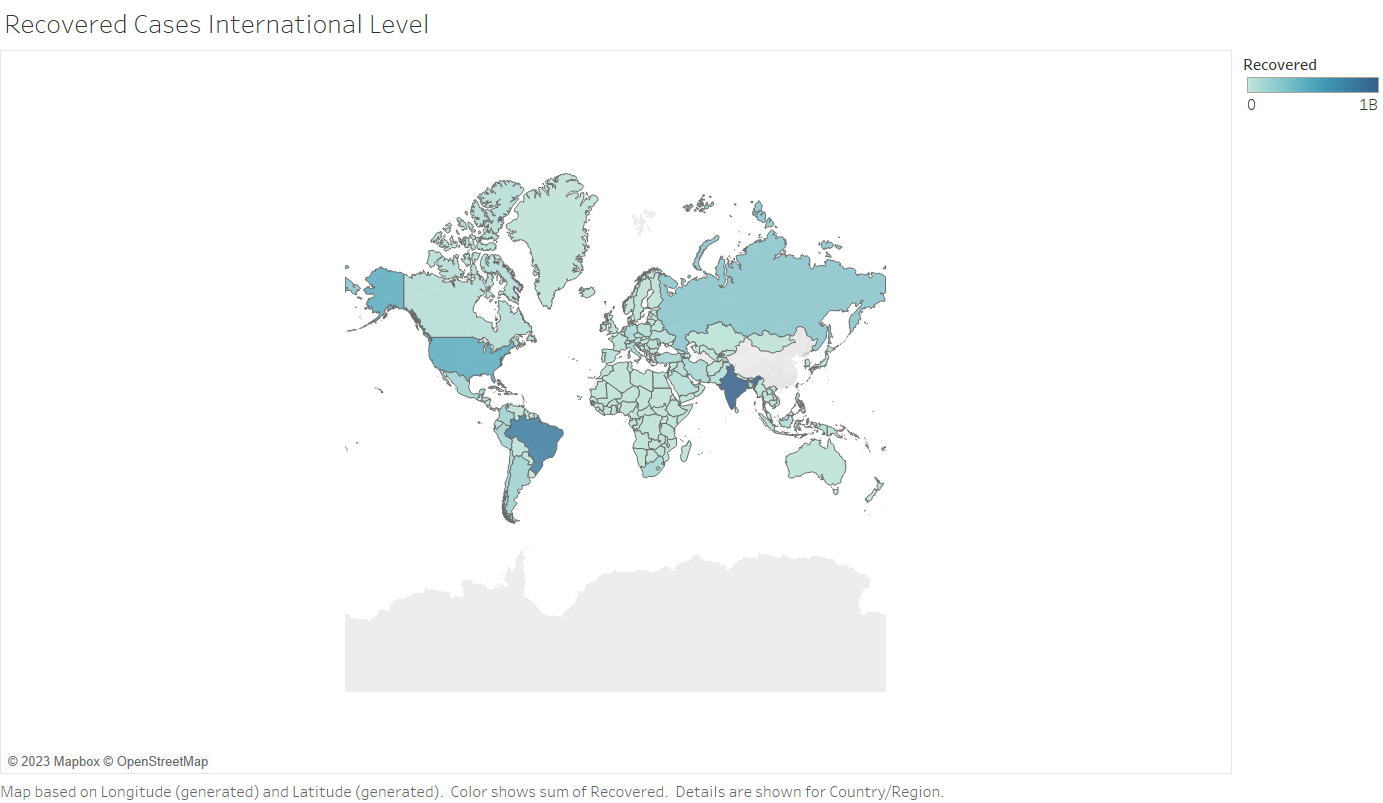 Recovered Cases International Level
Recovered
0 1B
© 2023 Mapbox © OpenStreetMap
Map based on Longitude (generated) and Latitude (generated).  Color shows sum of Recovered.  Details are shown for Country/Region.